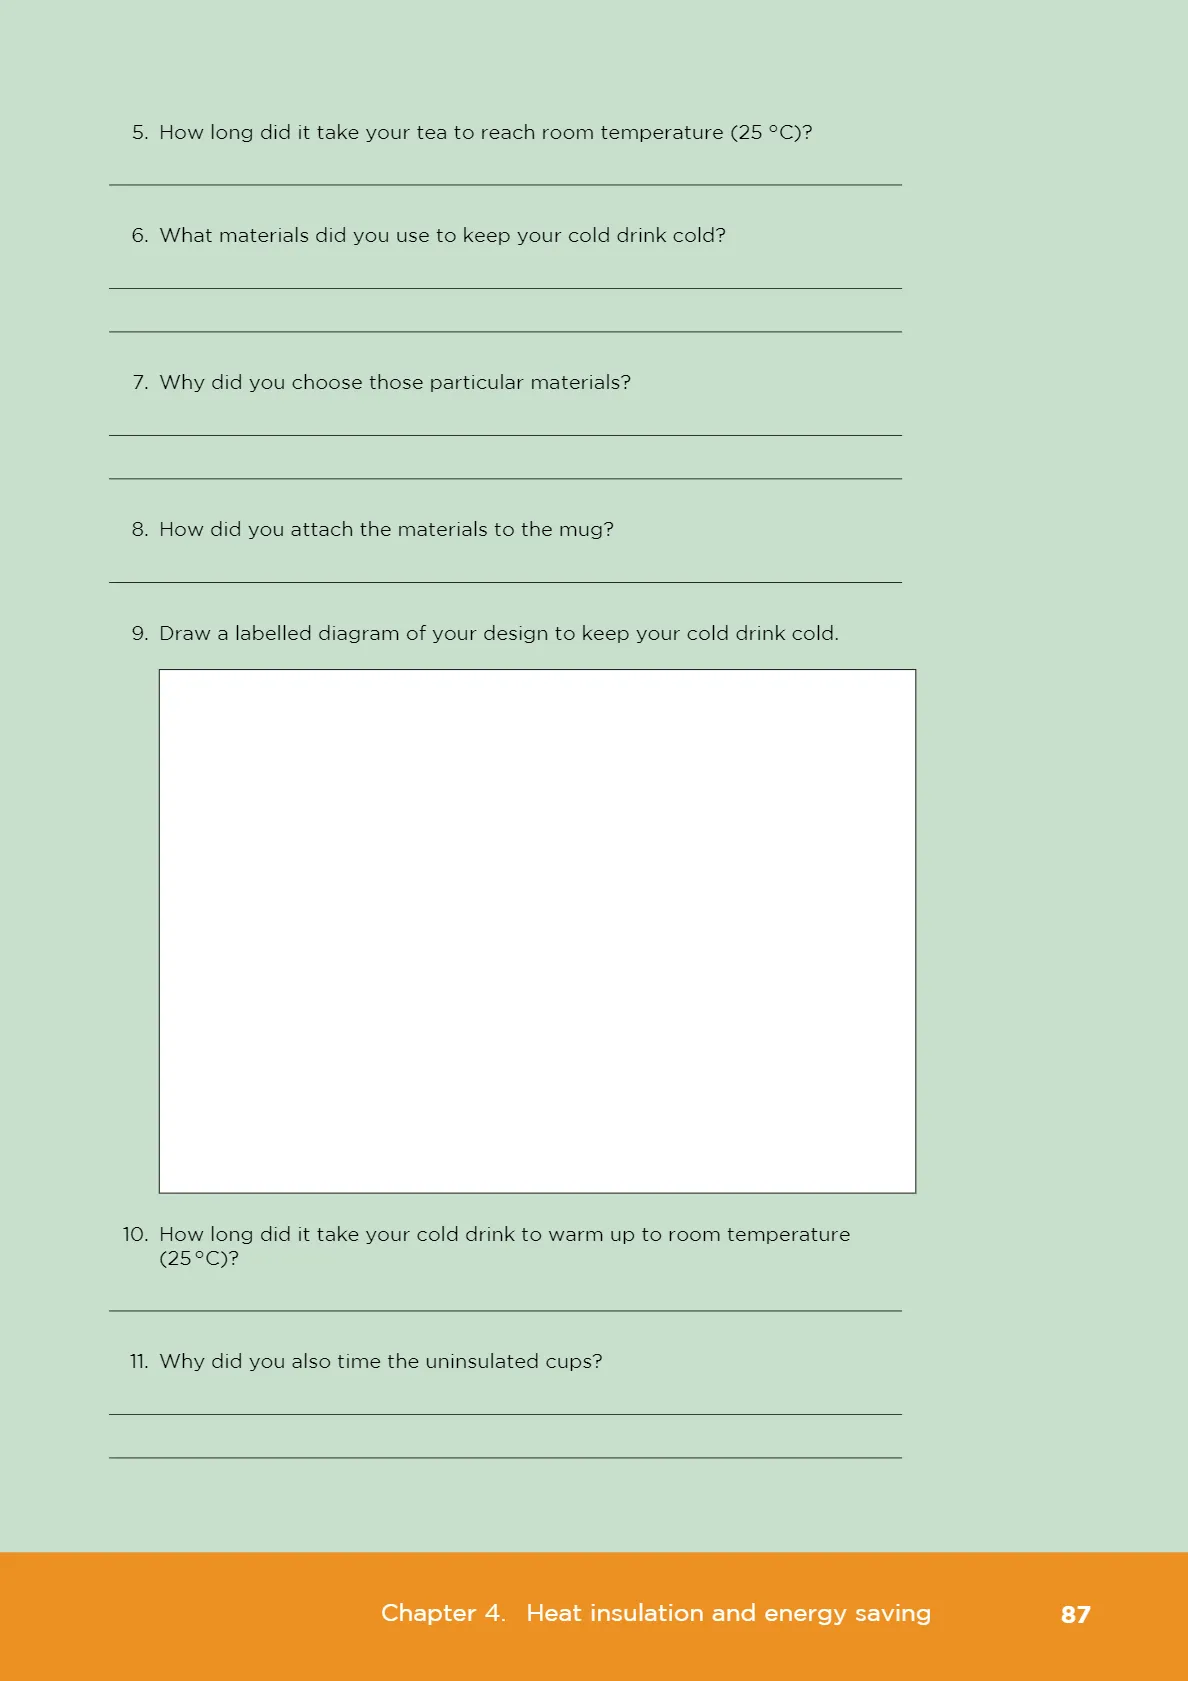 5. How long did it take your tea to reach room temperature (25 °C)?
6. What materials did you use to keep your cold drink cold?
7. Why did you choose those particular materials?
8. How did you attach the materials to the mug?
9. Draw a labelled diagram of your design to keep your cold drink cold.
10. How long did it take your cold drink to warm up to room temperature
(25 °C)?
11. Why did you also time the uninsulated cups?
Chapter 4. Heat insulation and energy saving 87